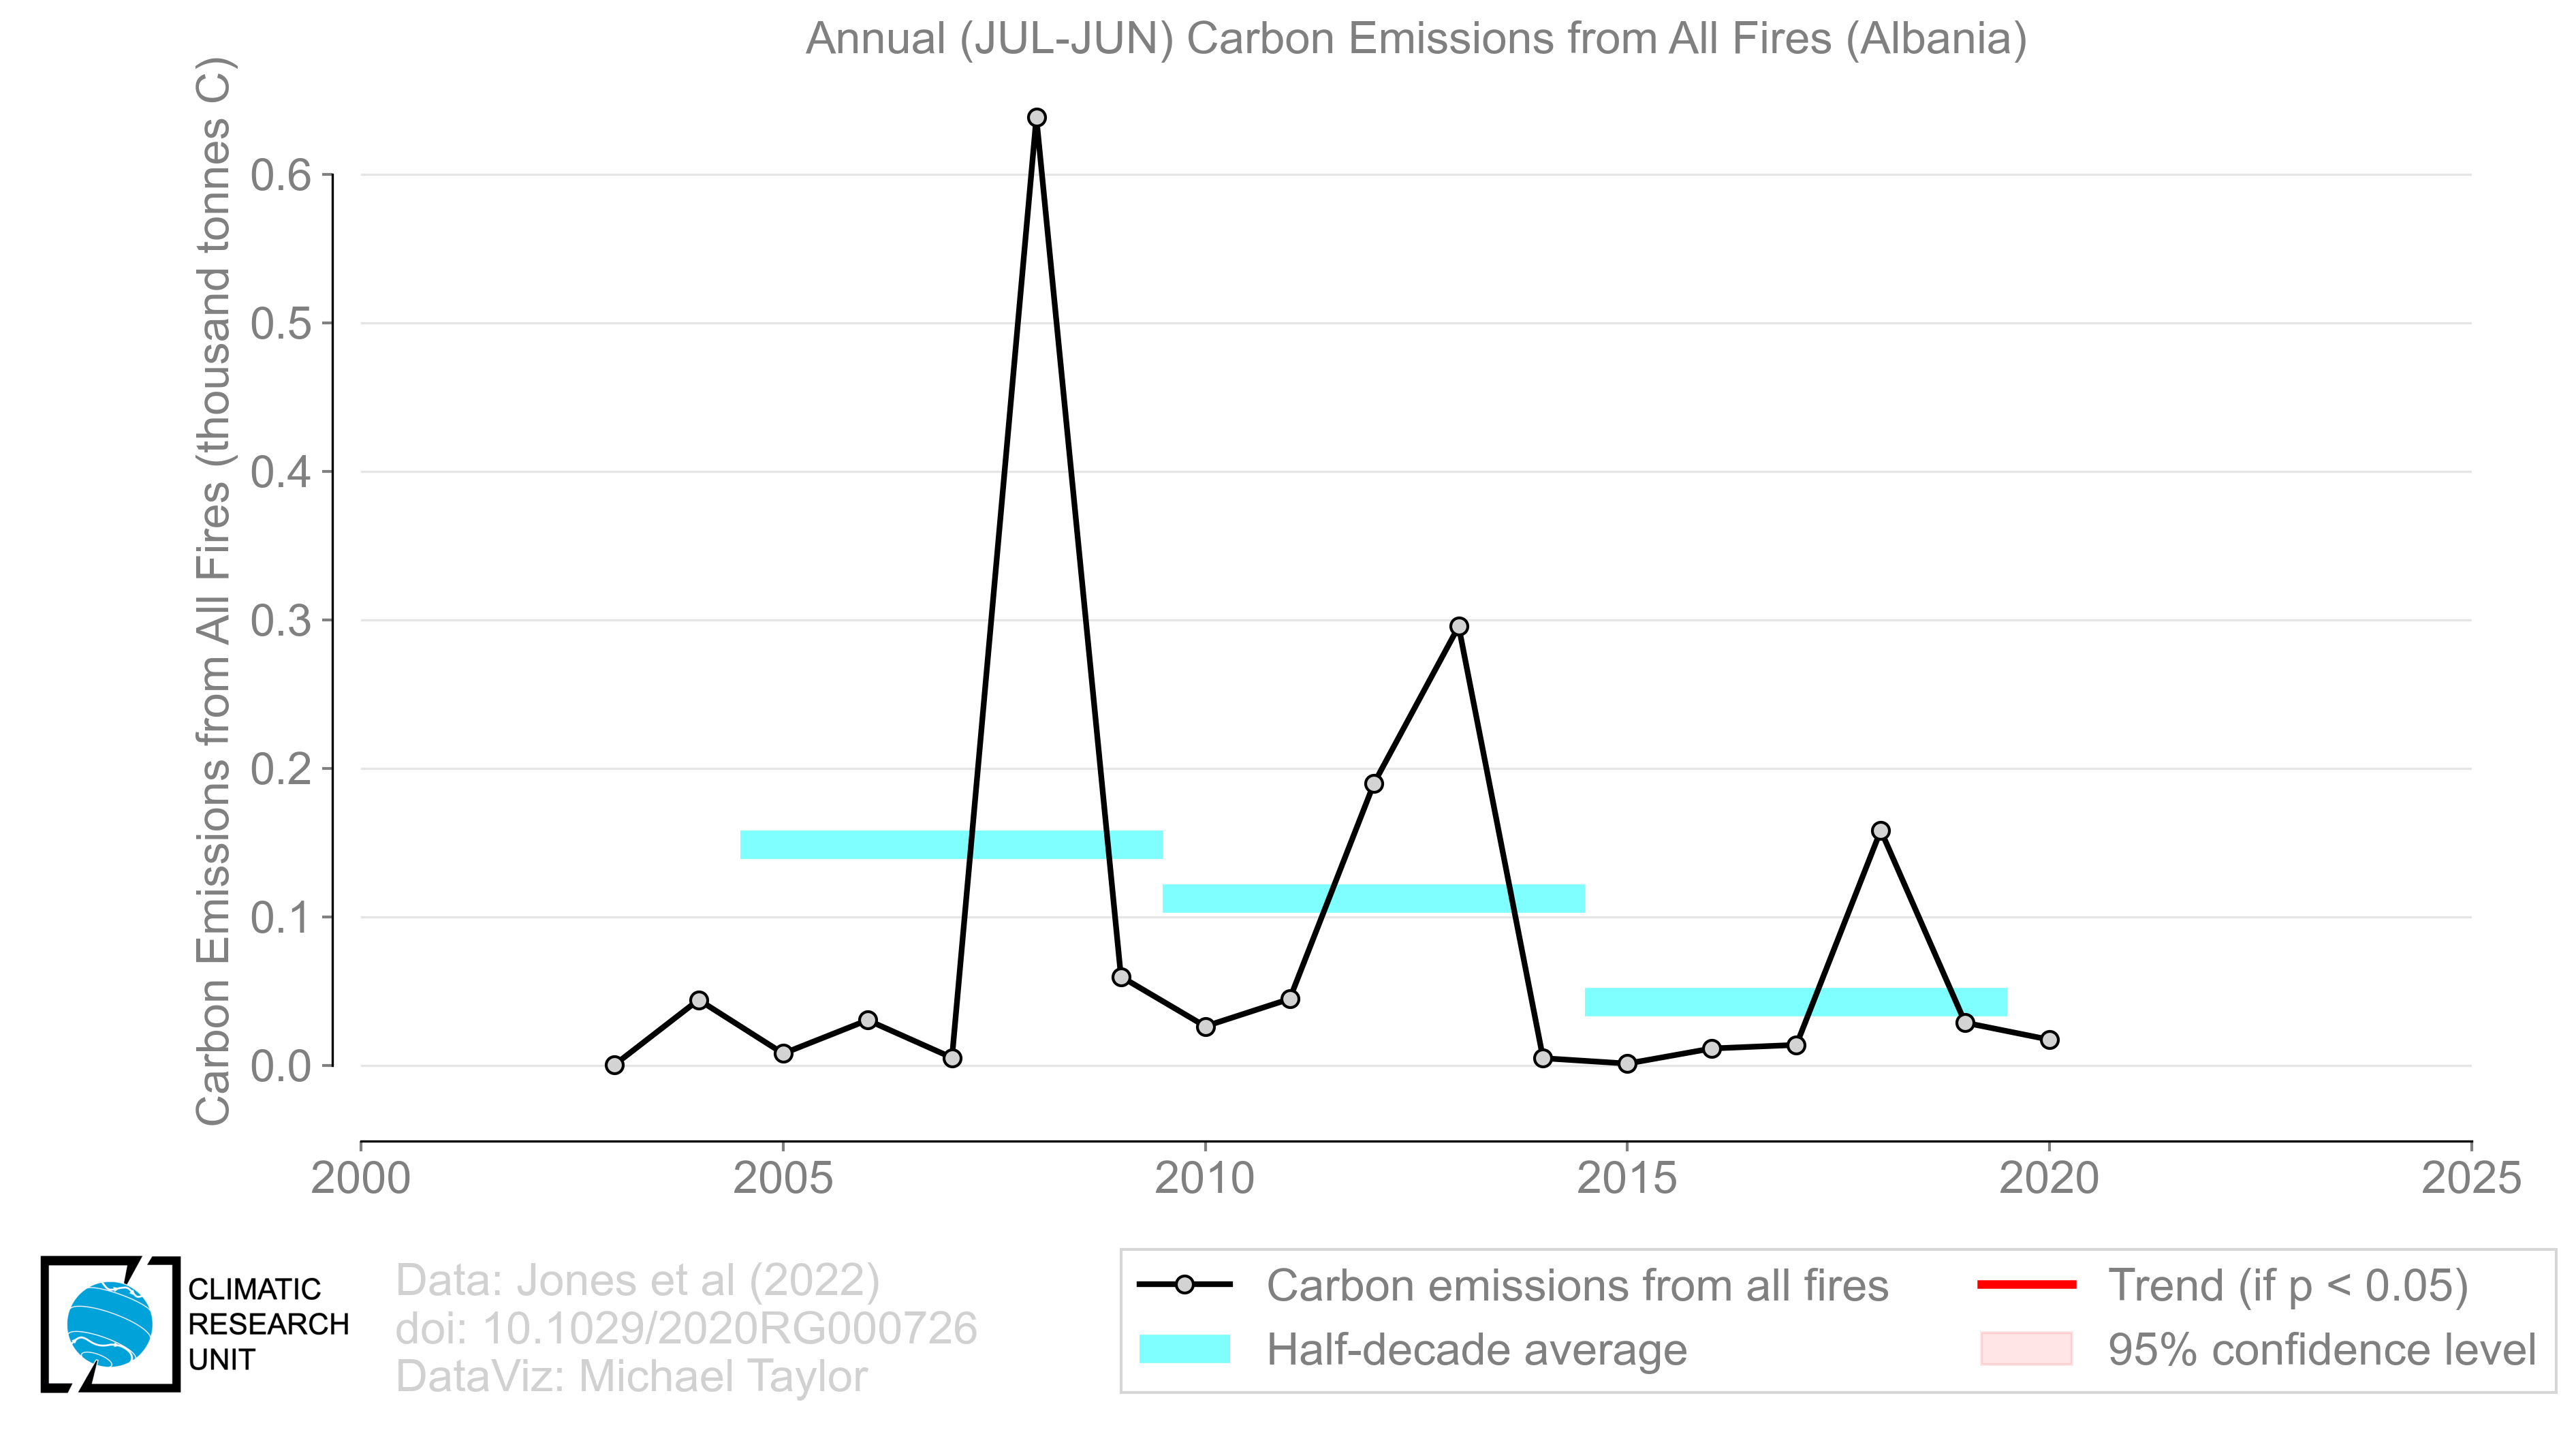 Annual (JUL-JUN) Carbon Emissions from All Fires (Albania)
Carbon Emissions from All Fires (thousand tonnes C)
0.6
0.5
0.4
0.3
0.2
0.1
0.0
2000 2005 2010 2015 2020 2025
CLIMATIC
RESEARCH
UNIT
Data: Jones et al (2022)
doi: 10.1029/2020RG000726
DataViz: Michael Taylor
Carbon emissions from all fires
Half-decade average
Trend (if p < 0.05)
95% confidence level